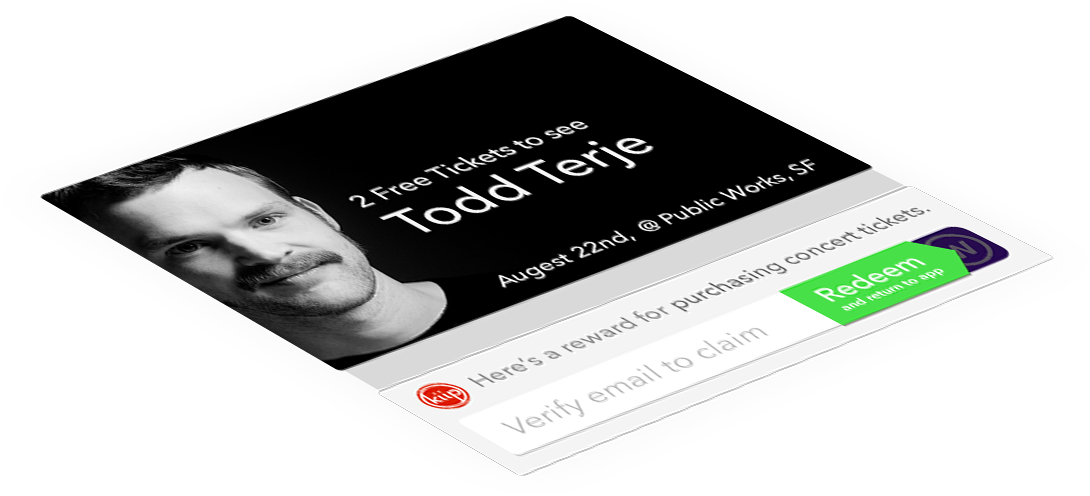 2 Free Tickets to see
Todd Terje
Augest 22nd, @ Public Works, SF
kiip
Here's a reward for purchasing concert tickets.
Verify email to claim
Redeem
and return to app
W